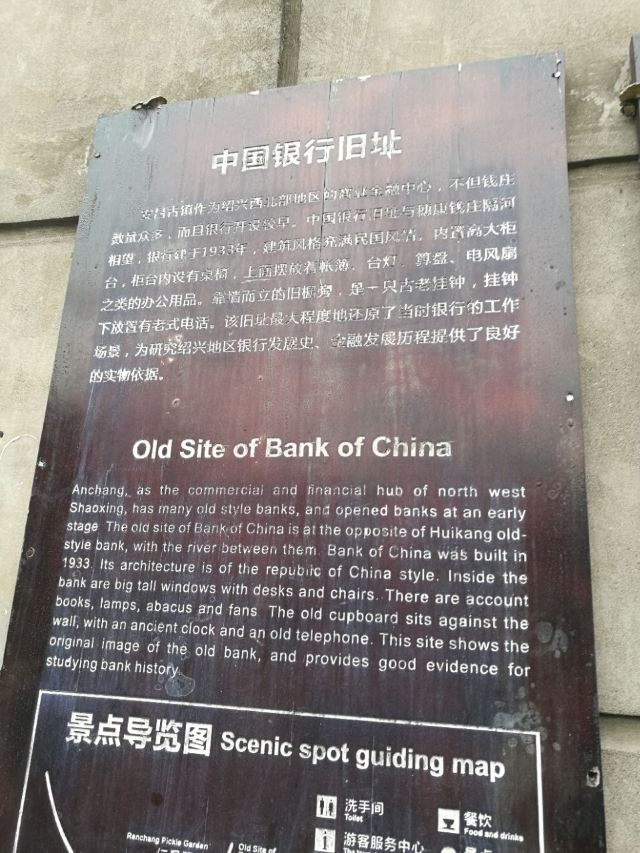 中国银行旧址
安昌古镇作为绍兴西北部地区的商业金融中心，不但钱庄
数量众多，而且银行开设较早。中国银行旧址与穗康钱庄隔河
相望，银行建于1933年，建筑风格充满民国风情。内置高大柜
台，柜台内设有桌椅，上面摆放着帐簿、台灯、算盘、电风扇
之类的办公用品。靠墙而立的旧橱旁，是一只古老挂钟，挂钟
下放置有老式电话。该旧址最大程度地还原了当时银行的工作
场景，为研究绍兴地区银行发展史、金融发展历程提供了良好
的实物依据。
Old Site of Bank of China
Anchang, as the commercial and financial hub of north west
Shaoxing, has many old style banks, and opened banks at an early
stage. The old site of Bank of China is at the opposite of Huikang old-
style bank, with the river between them. Bank of China was built in
1933. Its architecture is of the republic of China style. Inside the
bank are big tall windows with desks and chairs. There are account
books, lamps, abacus and fans. The old cupboard sits against the
wall, with an ancient clock and an old telephone. This site shows the
original image of the old bank, and provides good evidence for
studying bank history.
景点导览图 Scenic spot guiding map
洗手间
Toilet
餐饮
Food and drinks
游客服务中心
Renchang Pickle Garden
Old Site of